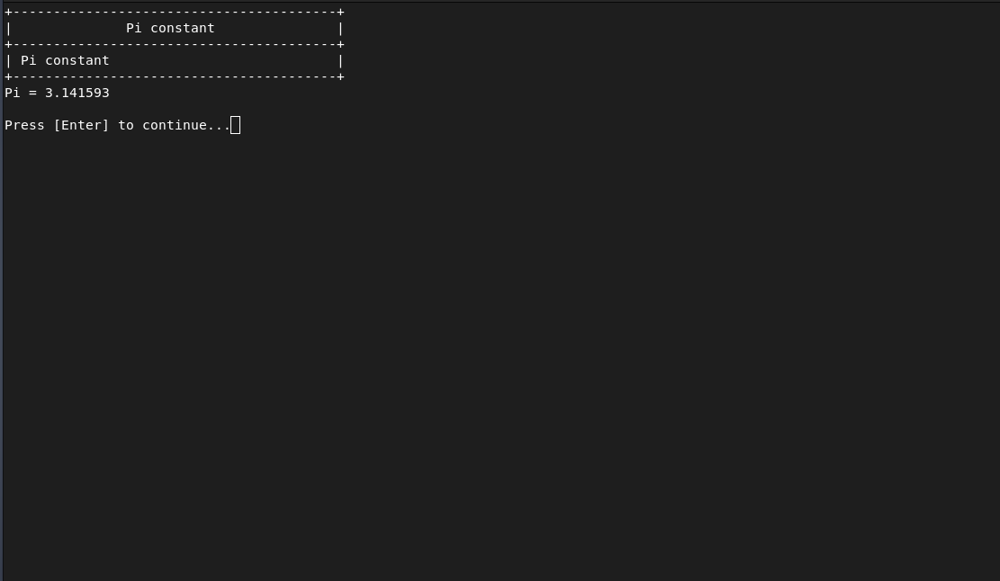 +----------------------------------------+
|              Pi constant               |
+----------------------------------------+
| Pi constant                            |
+----------------------------------------+
Pi = 3.141593
Press [Enter] to continue...